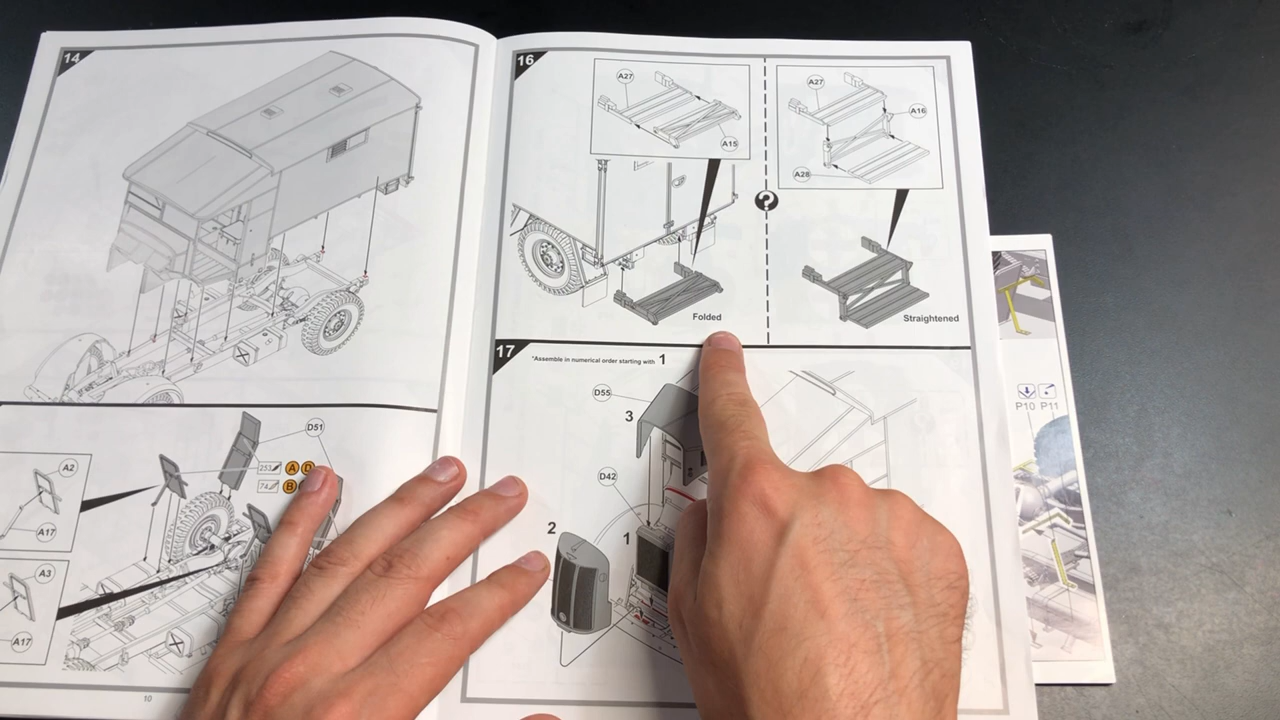 14
D51
253 A D
74 B
A2
A17
A3
A17
10
16
A27
A15
A27
A16
A28
?
Folded
Straightened
17
*Assemble in numerical order starting with 1
D55
3
D42
2
1
P10 P11